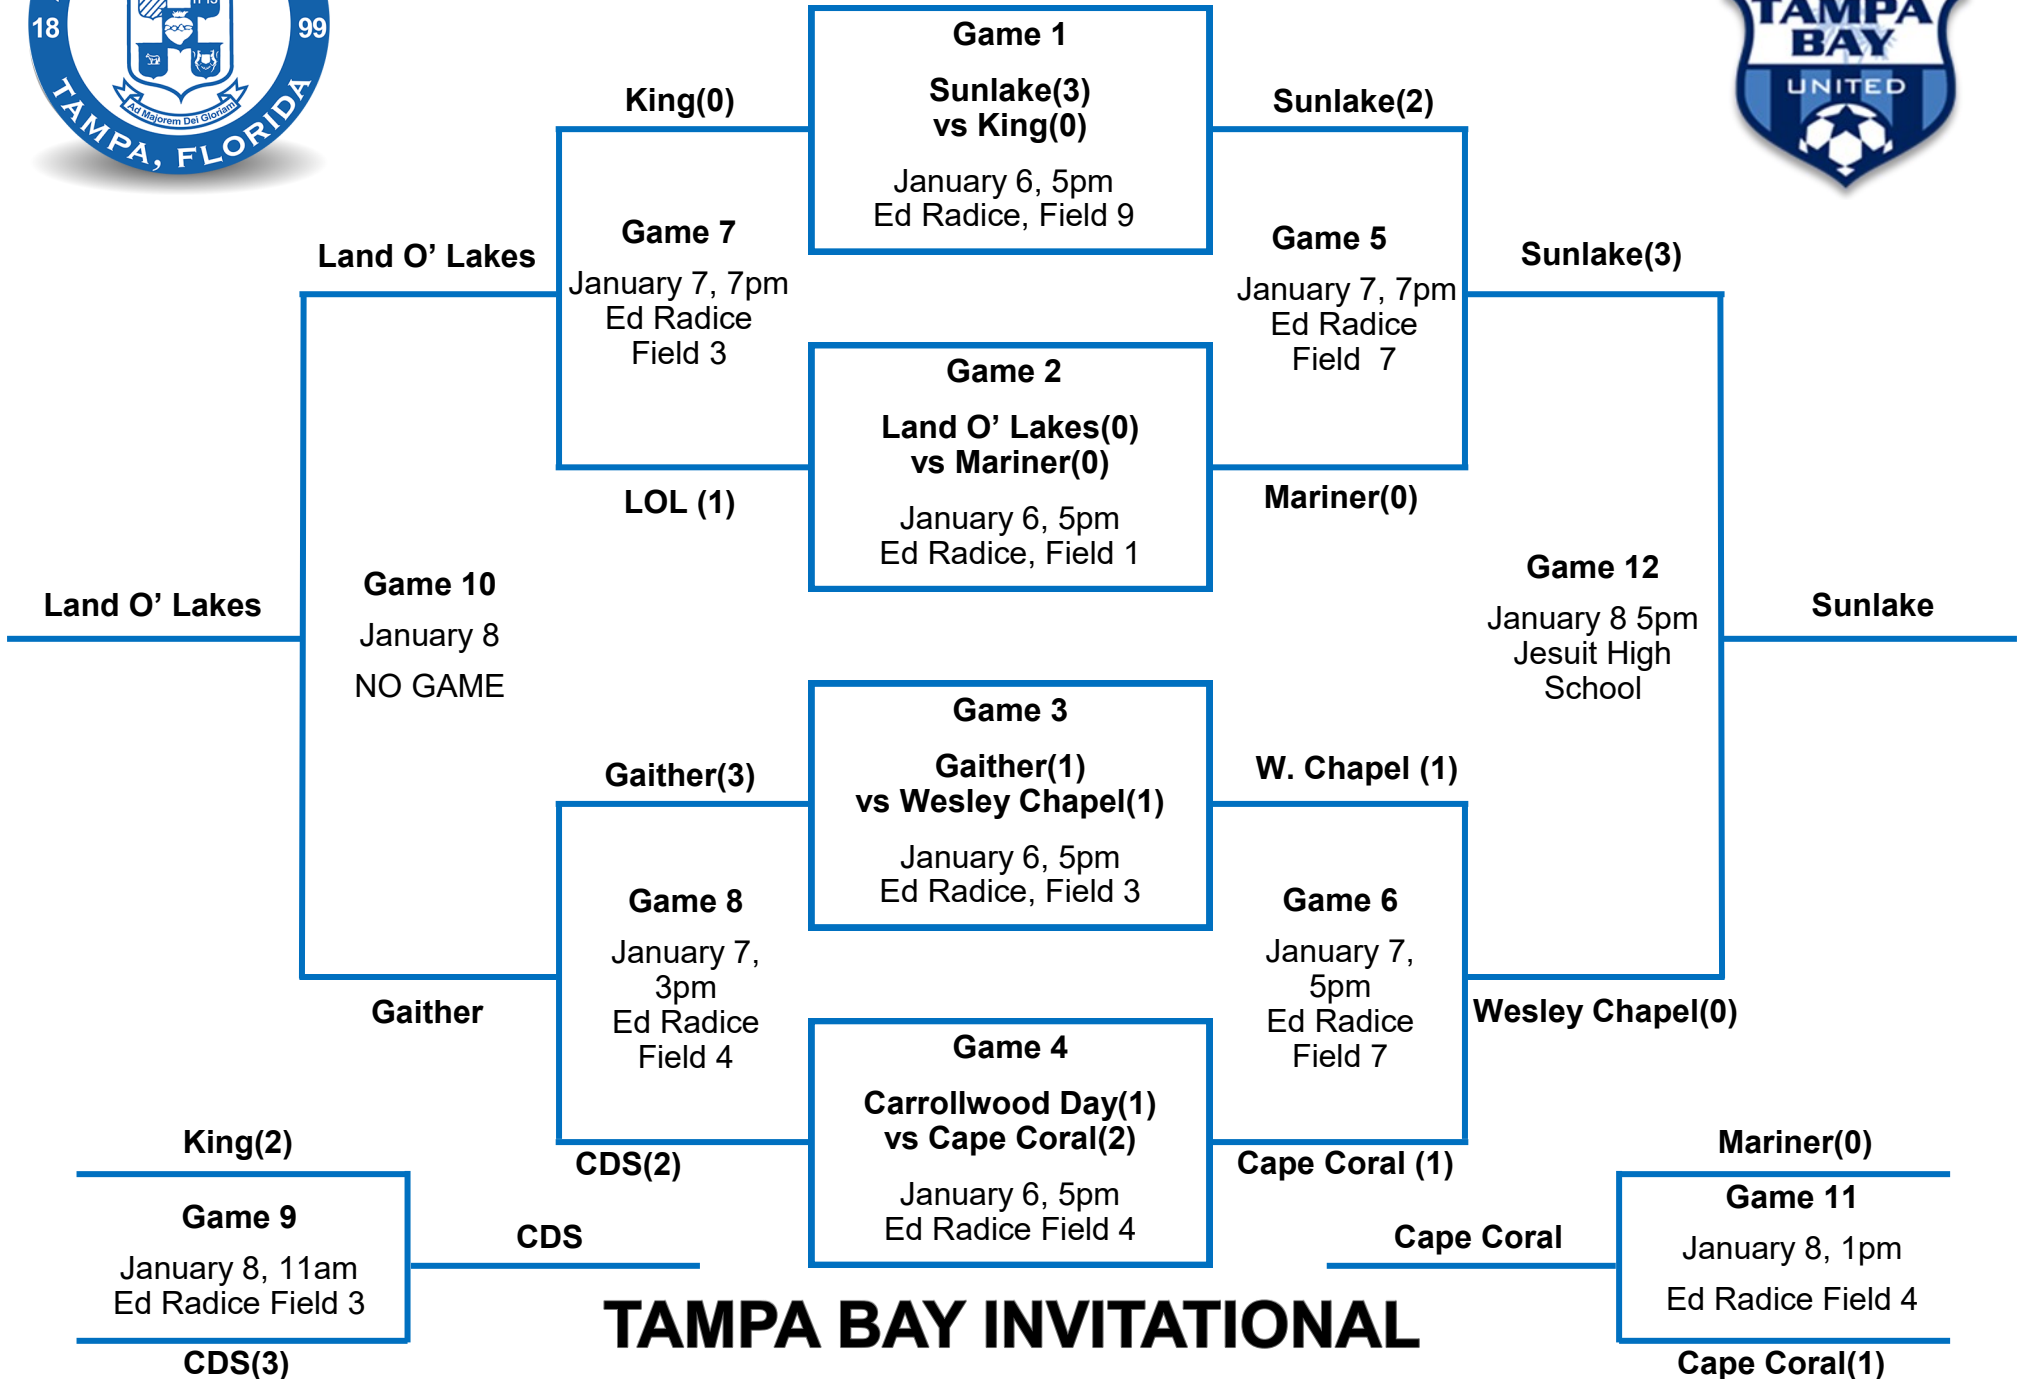 18
99
TAMPA, FLORIDA
Ad Majorem Dei Gloriam
TAMPA
BAY
UNITED
Game 1
Sunlake(3)
vs King(0)
January 6, 5pm
Ed Radice, Field 9
King(0)
Sunlake(2)
Game 7
January 7, 7pm
Ed Radice
Field 3
Game 5
January 7, 7pm
Ed Radice
Field 7
Land O’ Lakes
Sunlake(3)
Game 2
Land O’ Lakes(0)
vs Mariner(0)
January 6, 5pm
Ed Radice, Field 1
LOL (1)
Mariner(0)
Game 10
January 8
NO GAME
Game 12
January 8 5pm
Jesuit High
School
Land O’ Lakes
Sunlake
Game 3
Gaither(1)
vs Wesley Chapel(1)
January 6, 5pm
Ed Radice, Field 3
Gaither(3)
W. Chapel (1)
Game 8
January 7,
3pm
Ed Radice
Field 4
Game 6
January 7,
5pm
Ed Radice
Field 7
Gaither
Wesley Chapel(0)
Game 4
Carrollwood Day(1)
vs Cape Coral(2)
January 6, 5pm
Ed Radice Field 4
CDS(2)
Cape Coral (1)
King(2)
Game 9
January 8, 11am
Ed Radice Field 3
CDS(3)
CDS
Mariner(0)
Game 11
January 8, 1pm
Ed Radice Field 4
Cape Coral(1)
Cape Coral
TAMPA BAY INVITATIONAL